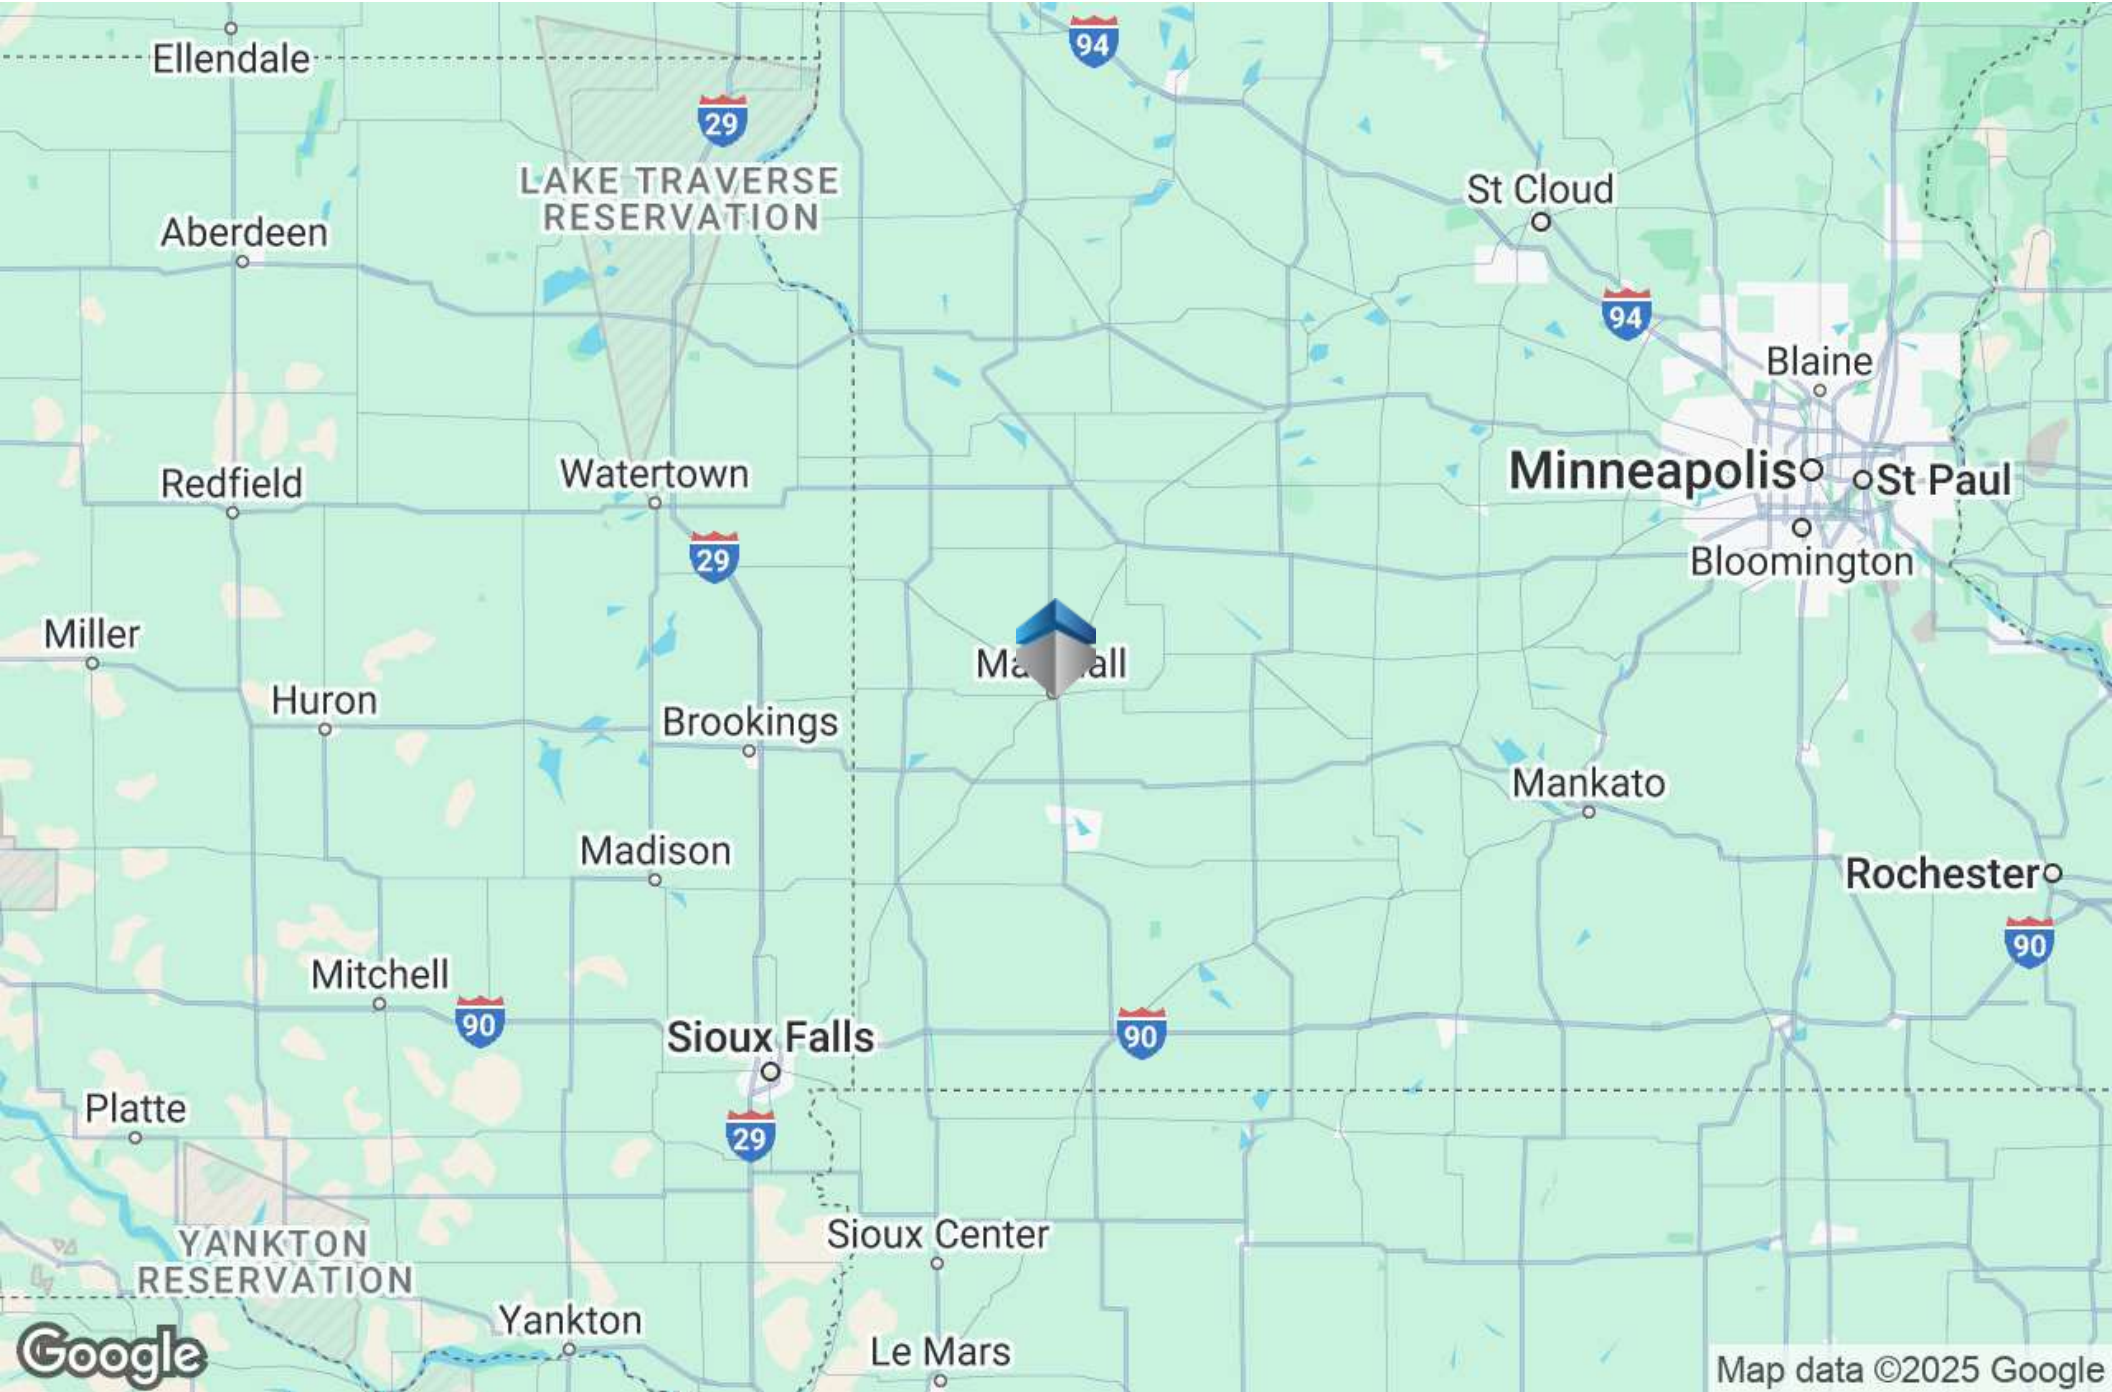 94
Ellendale
29
LAKE TRAVERSE
RESERVATION
St Cloud
Aberdeen
94
Blaine
Minneapolis
St Paul
Watertown
Redfield
29
Bloomington
Miller
Huron
Brookings
Mankato
Madison
Rochester
90
Mitchell
90
Sioux Falls
90
Platte
29
YANKTON
RESERVATION
Sioux Center
Yankton
Le Mars
Google
Map data ©2025 Google